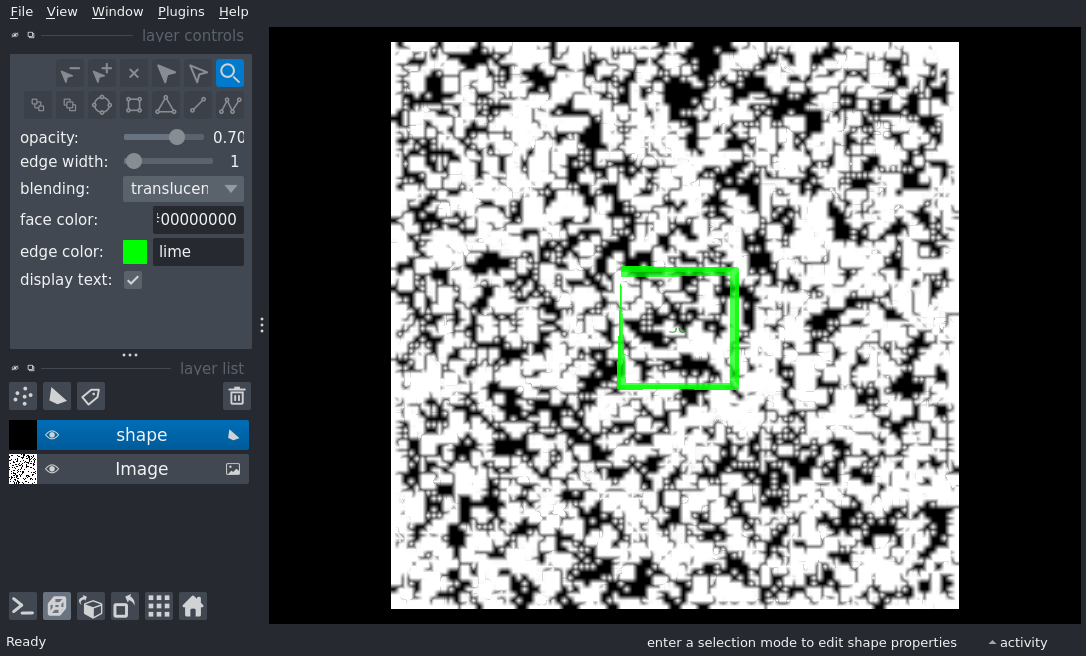 File View Window Plugins Help
layer controls
opacity: 0.70
edge width: 1
blending: translucen
face color: #00000000
edge color: lime
display text:
layer list
shape
Image
Ready
enter a selection mode to edit shape properties
activity